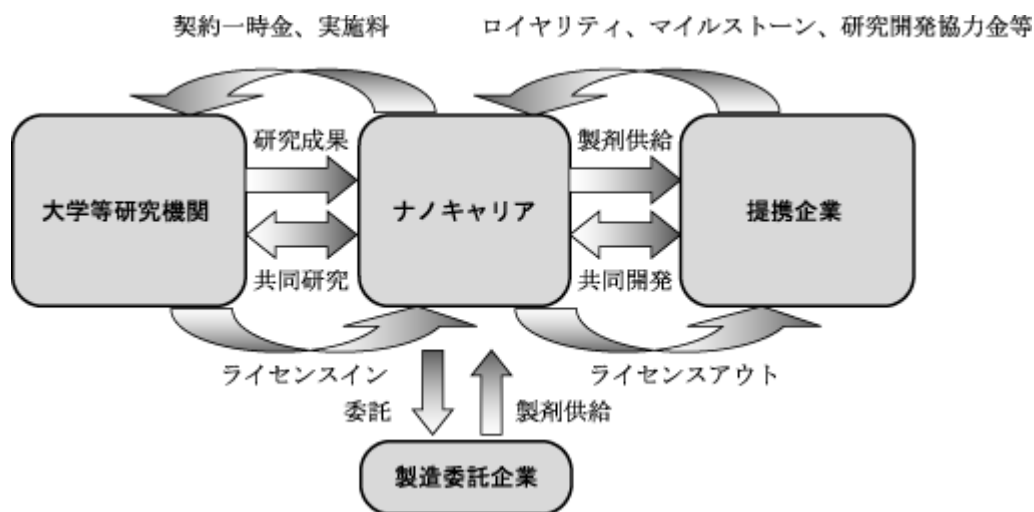 契約一時金、実施料
ロイヤリティ、マイルストーン、研究開発協力金等
研究成果
製剤供給
大学等研究機関
ナノキャリア
提携企業
共同研究
共同開発
ライセンスイン
ライセンスアウト
委託
製剤供給
製造委託企業